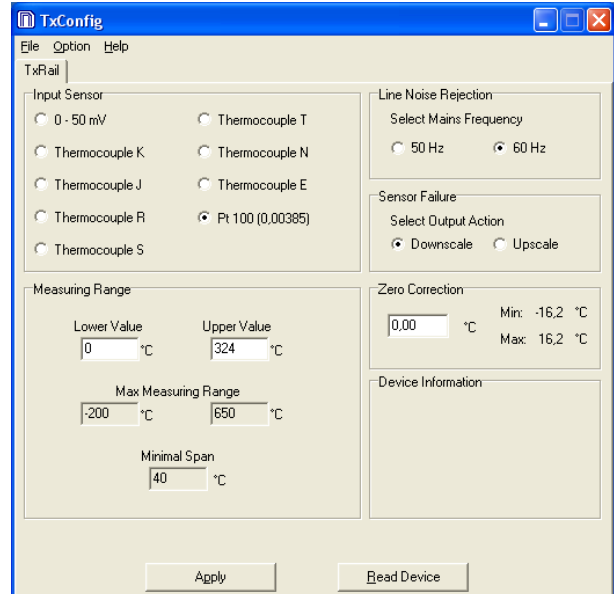 TxConfig
File Option Help
TxRail
Input Sensor
0 - 50 mV
Thermocouple T
Thermocouple K
Thermocouple N
Thermocouple J
Thermocouple E
Thermocouple R
Pt 100 (0,00385)
Thermocouple S
Line Noise Rejection
Select Mains Frequency
50 Hz 60 Hz
Sensor Failure
Select Output Action
Downscale Upscale
Measuring Range
Lower Value Upper Value
0 °C 324 °C
Max Measuring Range
-200 °C 650 °C
Minimal Span
40 °C
Zero Correction
0,00 °C
Min: -16,2 °C
Max: 16,2 °C
Device Information
Apply Read Device